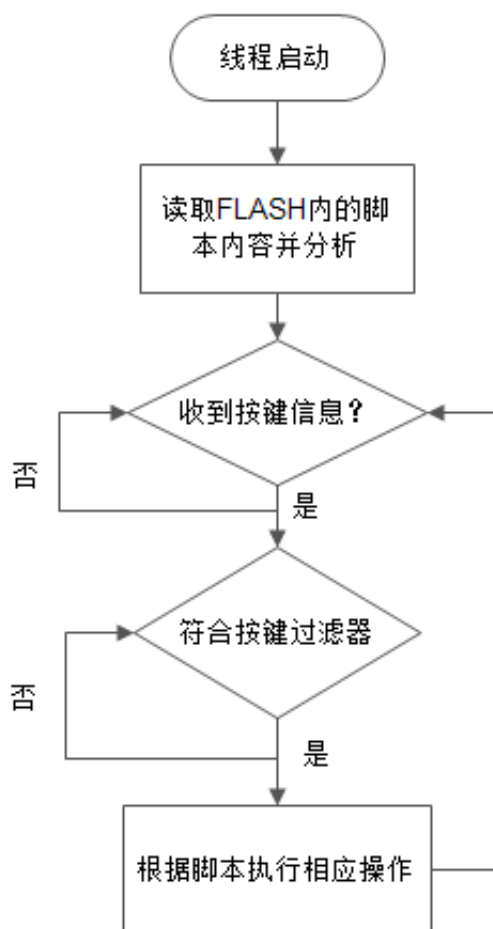 线程启动
读取FLASH内的脚
本内容并分析
收到按键信息？
否
是
符合按键过滤器
否
是
根据脚本执行相应操作